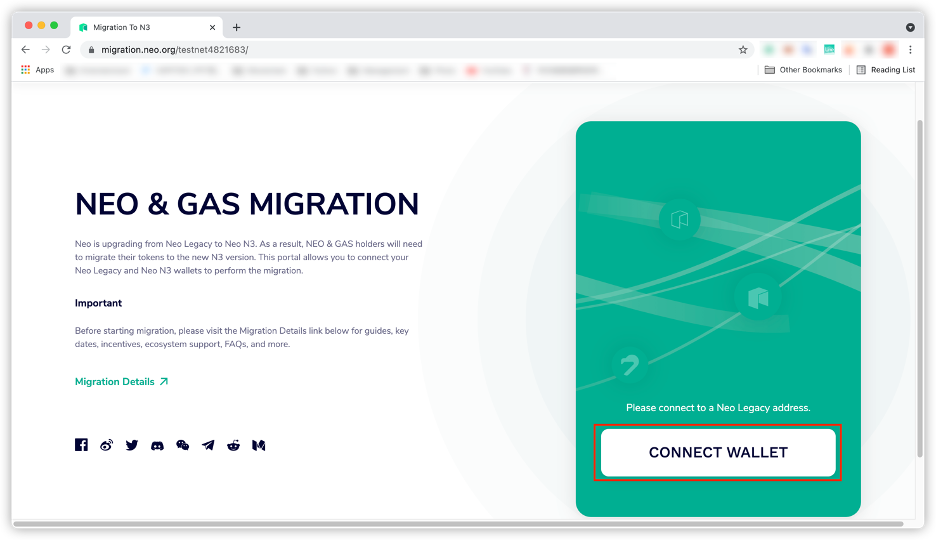 Migration To N3
migration.neo.org/testnet4821683/
Apps
Other Bookmarks
Reading List
NEO & GAS MIGRATION
Neo is upgrading from Neo Legacy to Neo N3. As a result, NEO & GAS holders will need
to migrate their tokens to the new N3 version. This portal allows you to connect your
Neo Legacy and Neo N3 wallets to perform the migration.
Important
Before starting migration, please visit the Migration Details link below for guides, key
dates, incentives, ecosystem support, FAQs, and more.
Migration Details
Please connect to a Neo Legacy address.
CONNECT WALLET